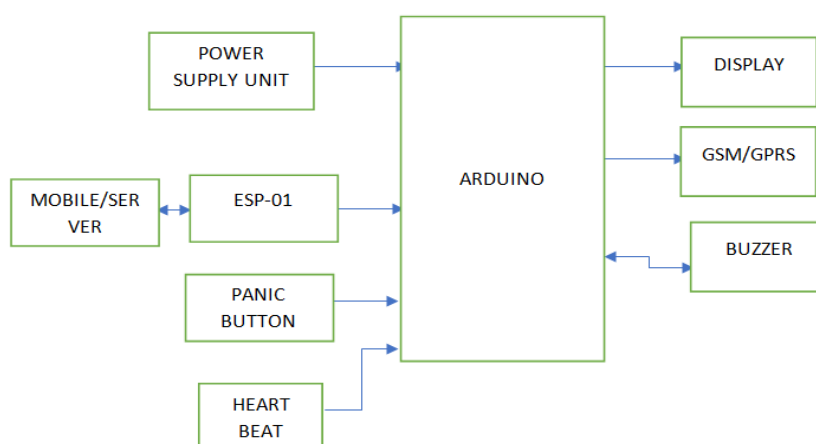 POWER
SUPPLY UNIT
DISPLAY
GSM/GPRS
ARDUINO
MOBILE/SER
VER
ESP-01
BUZZER
PANIC
BUTTON
HEART
BEAT